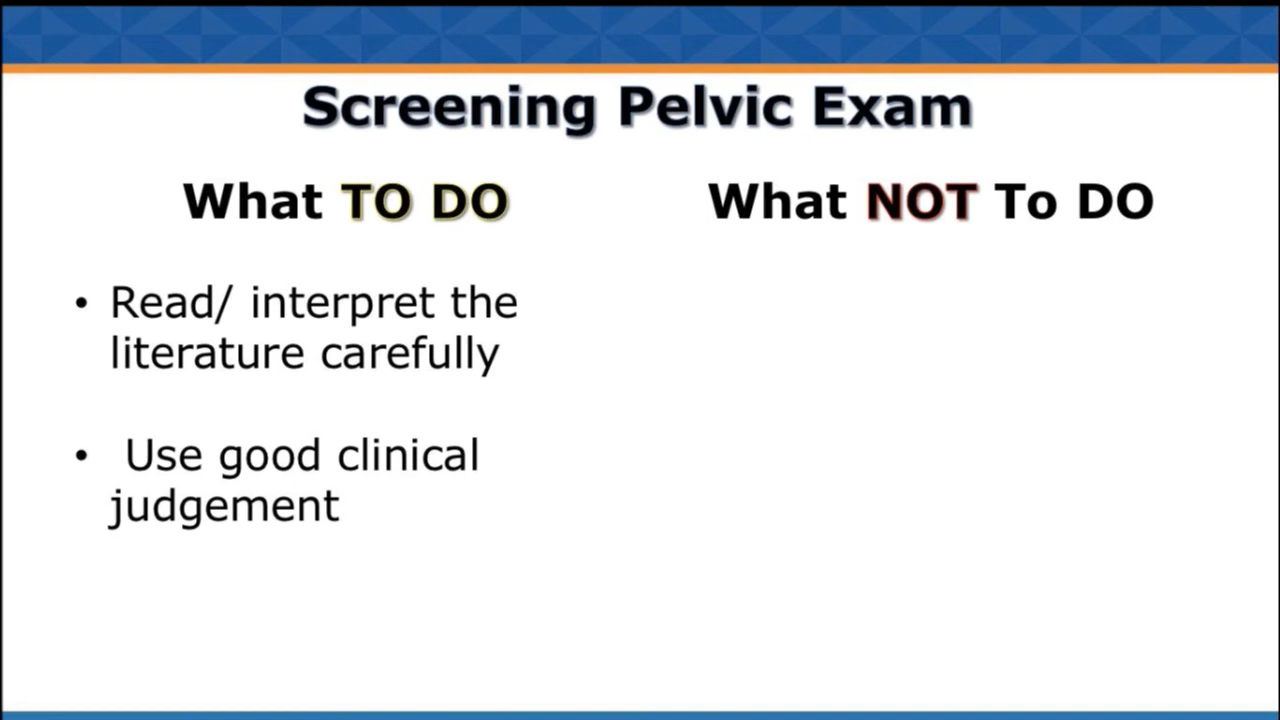 Screening Pelvic Exam
What TO DO
What NOT To DO
• Read/ interpret the
literature carefully
• Use good clinical
judgement